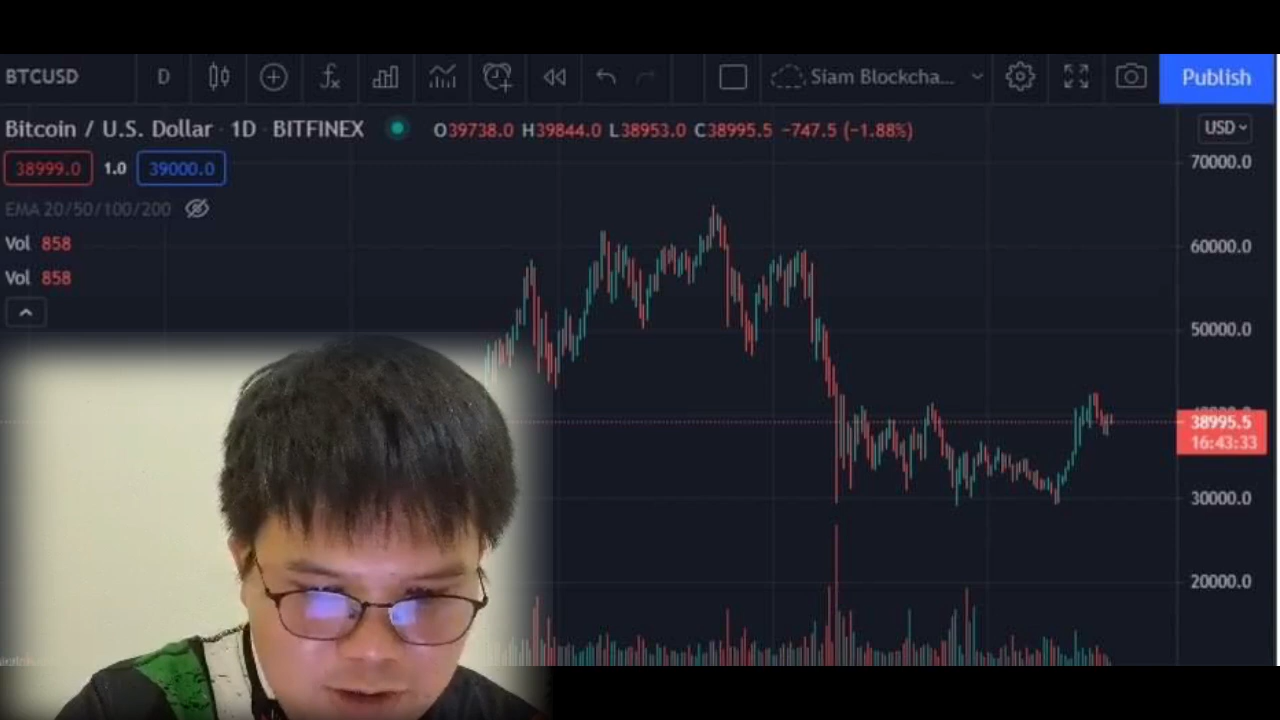 BTCUSD D Siam Blockcha... Publish
Bitcoin / U.S. Dollar 1D BITFINEX O39738.0 H39844.0 L38953.0 C38995.5 −747.5 (−1.88%) USD
38999.0 1.0 39000.0
70000.0
EMA 20/50/100/200
Vol 858
60000.0
Vol 858
50000.0
38995.5
16:43:33
30000.0
20000.0